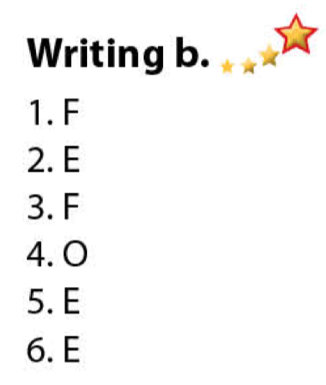 Writing b.
1. F
2. E
3. F
4. O
5. E
6. E